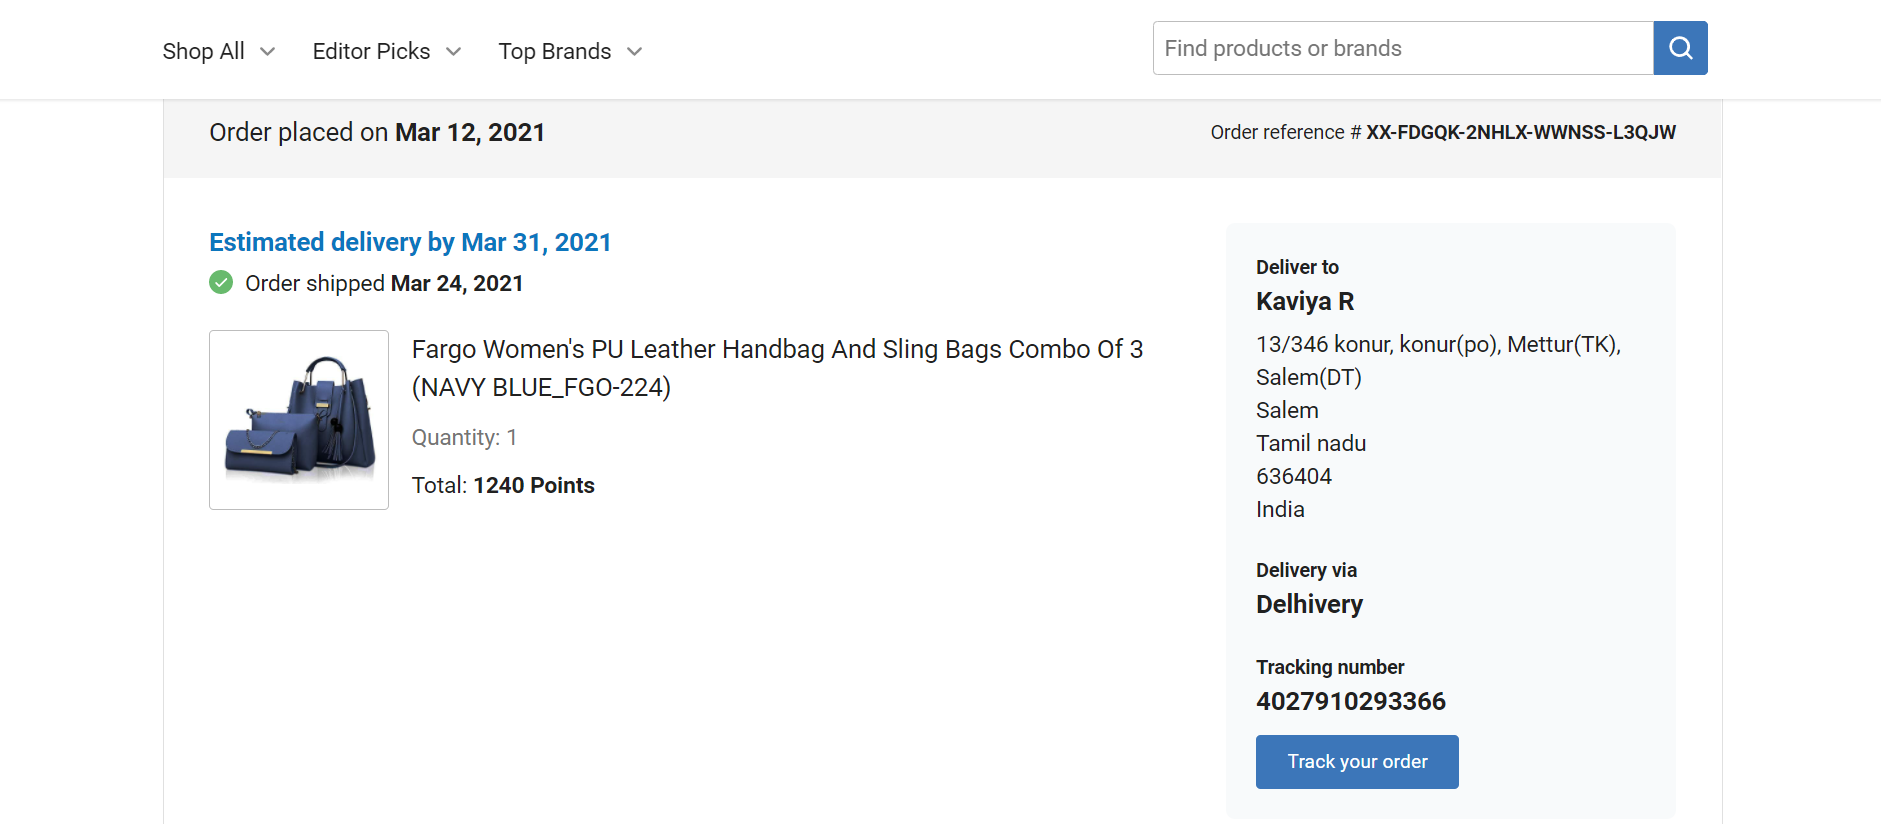 Shop All
Editor Picks
Top Brands
Find products or brands
Order placed on Mar 12, 2021
Order reference # XX-FDGQK-2NHLX-WWNSS-L3QJW
Estimated delivery by Mar 31, 2021
Order shipped Mar 24, 2021
Fargo Women's PU Leather Handbag And Sling Bags Combo Of 3
(NAVY BLUE_FGO-224)
Quantity: 1
Total: 1240 Points
Deliver to
Kaviya R
13/346 konur, konur(po), Mettur(TK),
Salem(DT)
Salem
Tamil nadu
636404
India
Delivery via
Delhivery
Tracking number
4027910293366
Track your order